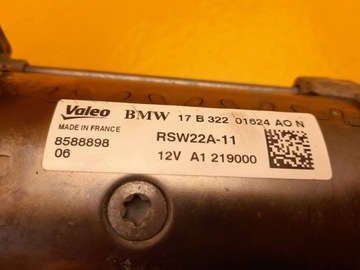 Valeo BMW 17 B 322 01624 AO N
MADE IN FRANCE RSW22A-11
8588898 12V A1 219000
06